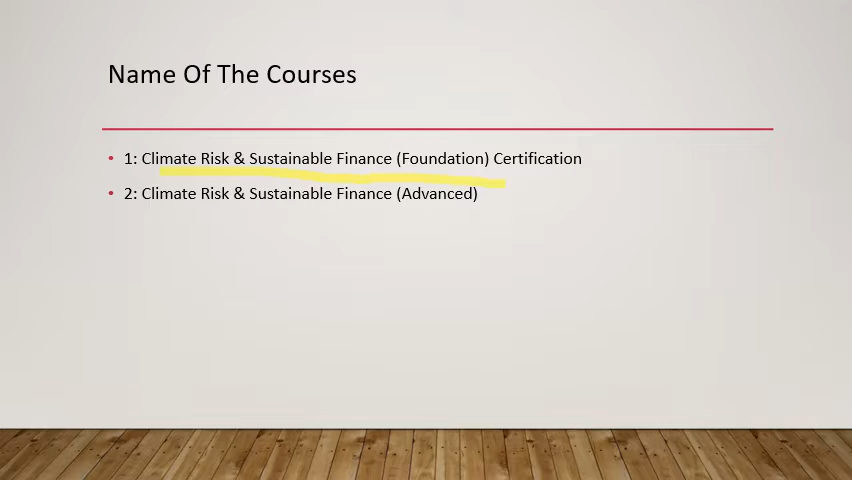 Name Of The Courses
• 1: Climate Risk & Sustainable Finance (Foundation) Certification
• 2: Climate Risk & Sustainable Finance (Advanced)